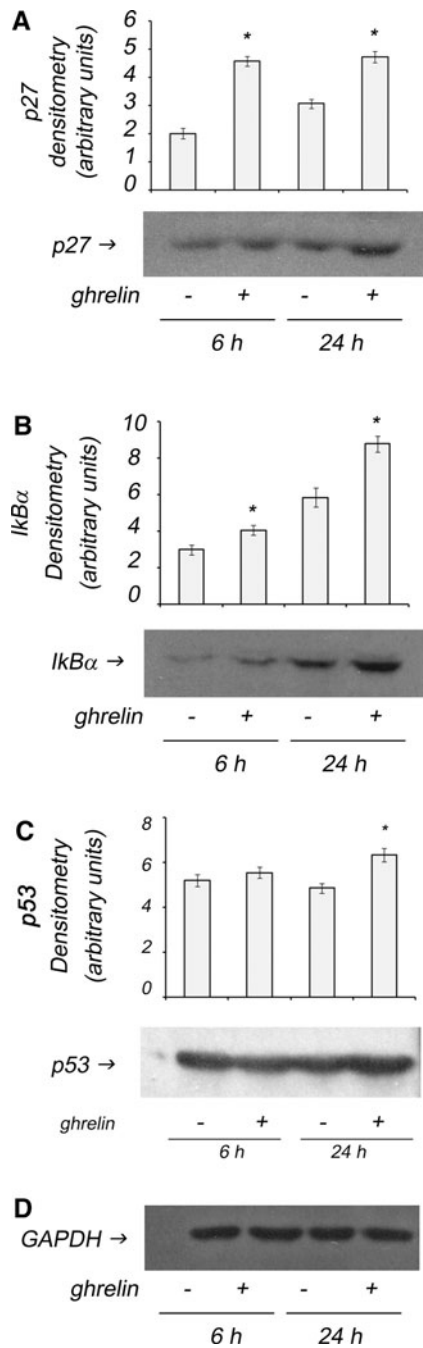 A
p27
densitometry
(arbitrary units)
6
5
4
3
2
1
0
* *
p27 →
ghrelin - + - +
6 h 24 h
B
IkBα
Densitometry
(arbitrary units)
10
8
6
4
2
0
* *
IkBα →
ghrelin - + - +
6 h 24 h
C
p53
Densitometry
(arbitrary units)
8
6
4
2
0
*
p53 →
ghrelin - + - +
6 h 24 h
D
GAPDH →
ghrelin - + - +
6 h 24 h